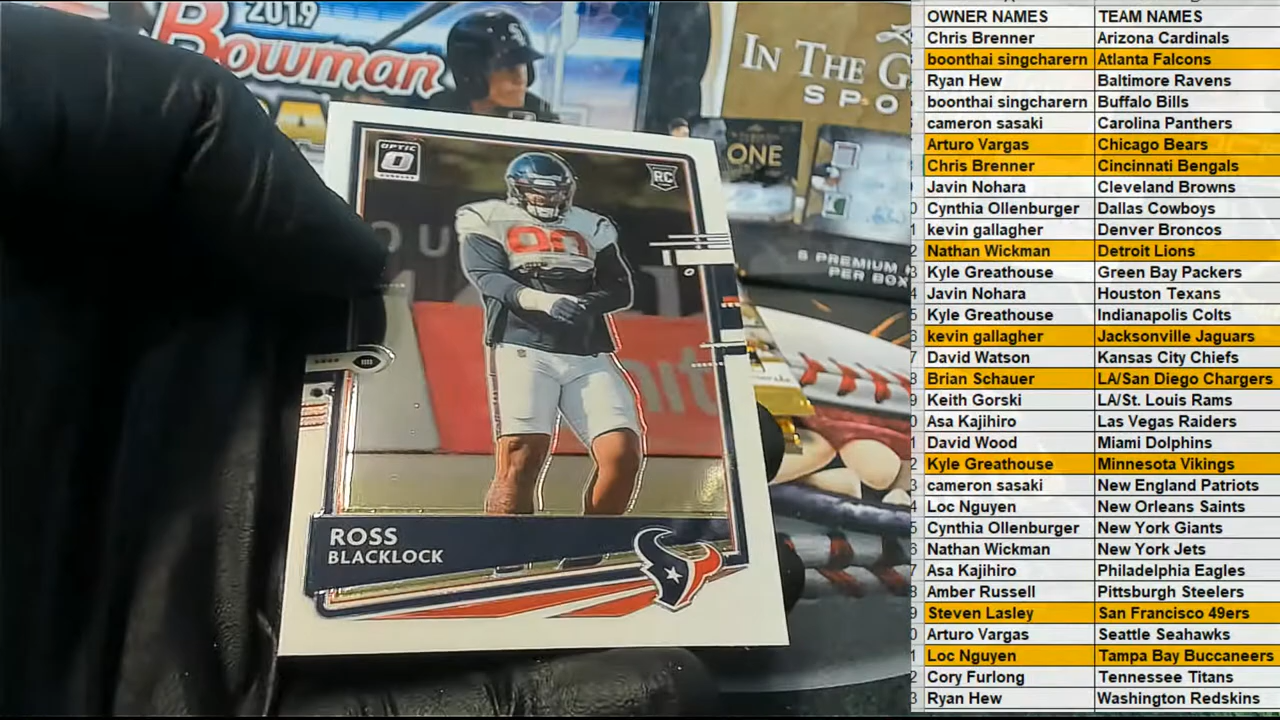 2019
Bowman
IN THE G
SPO
ONE
6 PREMIUM
PER BOX
OPTIC
RC
90
ROSS
BLACKLOCK
OWNER NAMES TEAM NAMES
Chris Brenner Arizona Cardinals
boonthai singcharern Atlanta Falcons
Ryan Hew Baltimore Ravens
boonthai singcharern Buffalo Bills
cameron sasaki Carolina Panthers
Arturo Vargas Chicago Bears
Chris Brenner Cincinnati Bengals
Javin Nohara Cleveland Browns
Cynthia Ollenburger Dallas Cowboys
kevin gallagher Denver Broncos
Nathan Wickman Detroit Lions
Kyle Greathouse Green Bay Packers
Javin Nohara Houston Texans
Kyle Greathouse Indianapolis Colts
kevin gallagher Jacksonville Jaguars
David Watson Kansas City Chiefs
Brian Schauer LA/San Diego Chargers
Keith Gorski LA/St. Louis Rams
Asa Kajihiro Las Vegas Raiders
David Wood Miami Dolphins
Kyle Greathouse Minnesota Vikings
cameron sasaki New England Patriots
Loc Nguyen New Orleans Saints
Cynthia Ollenburger New York Giants
Nathan Wickman New York Jets
Asa Kajihiro Philadelphia Eagles
Amber Russell Pittsburgh Steelers
Steven Lasley San Francisco 49ers
Arturo Vargas Seattle Seahawks
Loc Nguyen Tampa Bay Buccaneers
Cory Furlong Tennessee Titans
Ryan Hew Washington Redskins